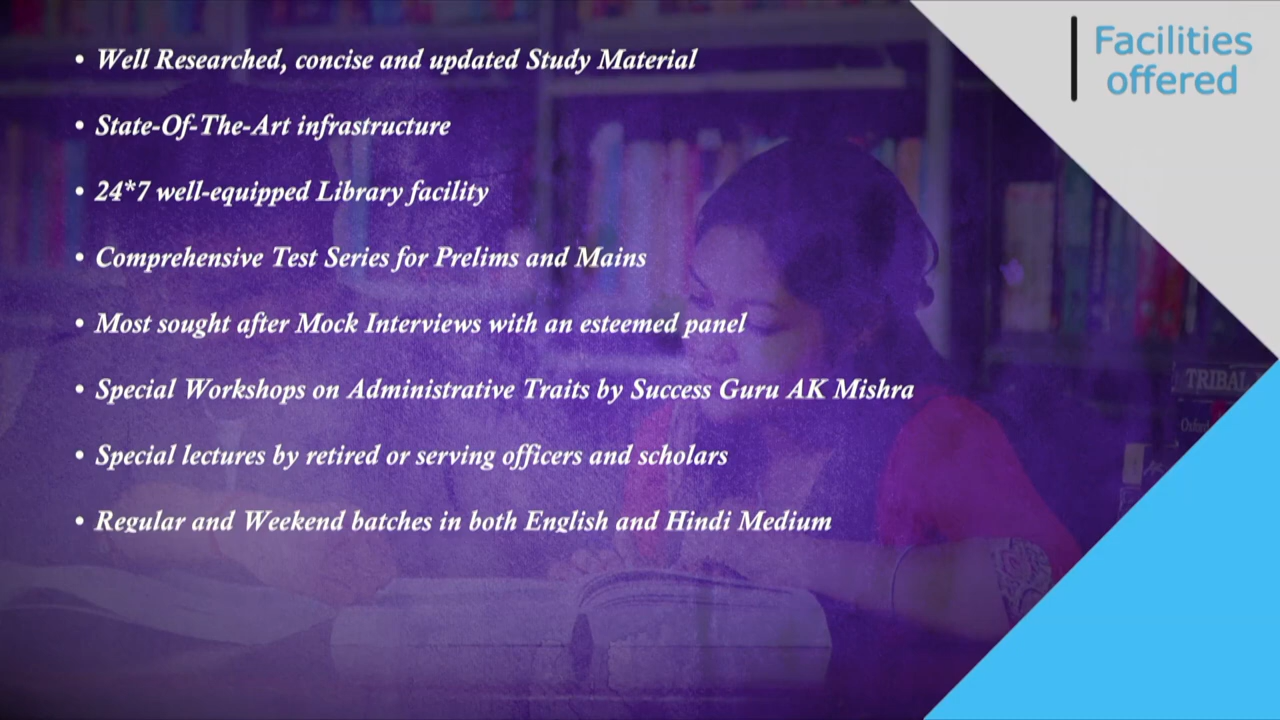 Facilities
offered
• Well Researched, concise and updated Study Material
• State-Of-The-Art infrastructure
• 24*7 well-equipped Library facility
• Comprehensive Test Series for Prelims and Mains
• Most sought after Mock Interviews with an esteemed panel
• Special Workshops on Administrative Traits by Success Guru AK Mishra
• Special lectures by retired or serving officers and scholars
• Regular and Weekend batches in both English and Hindi Medium
TRIBAL